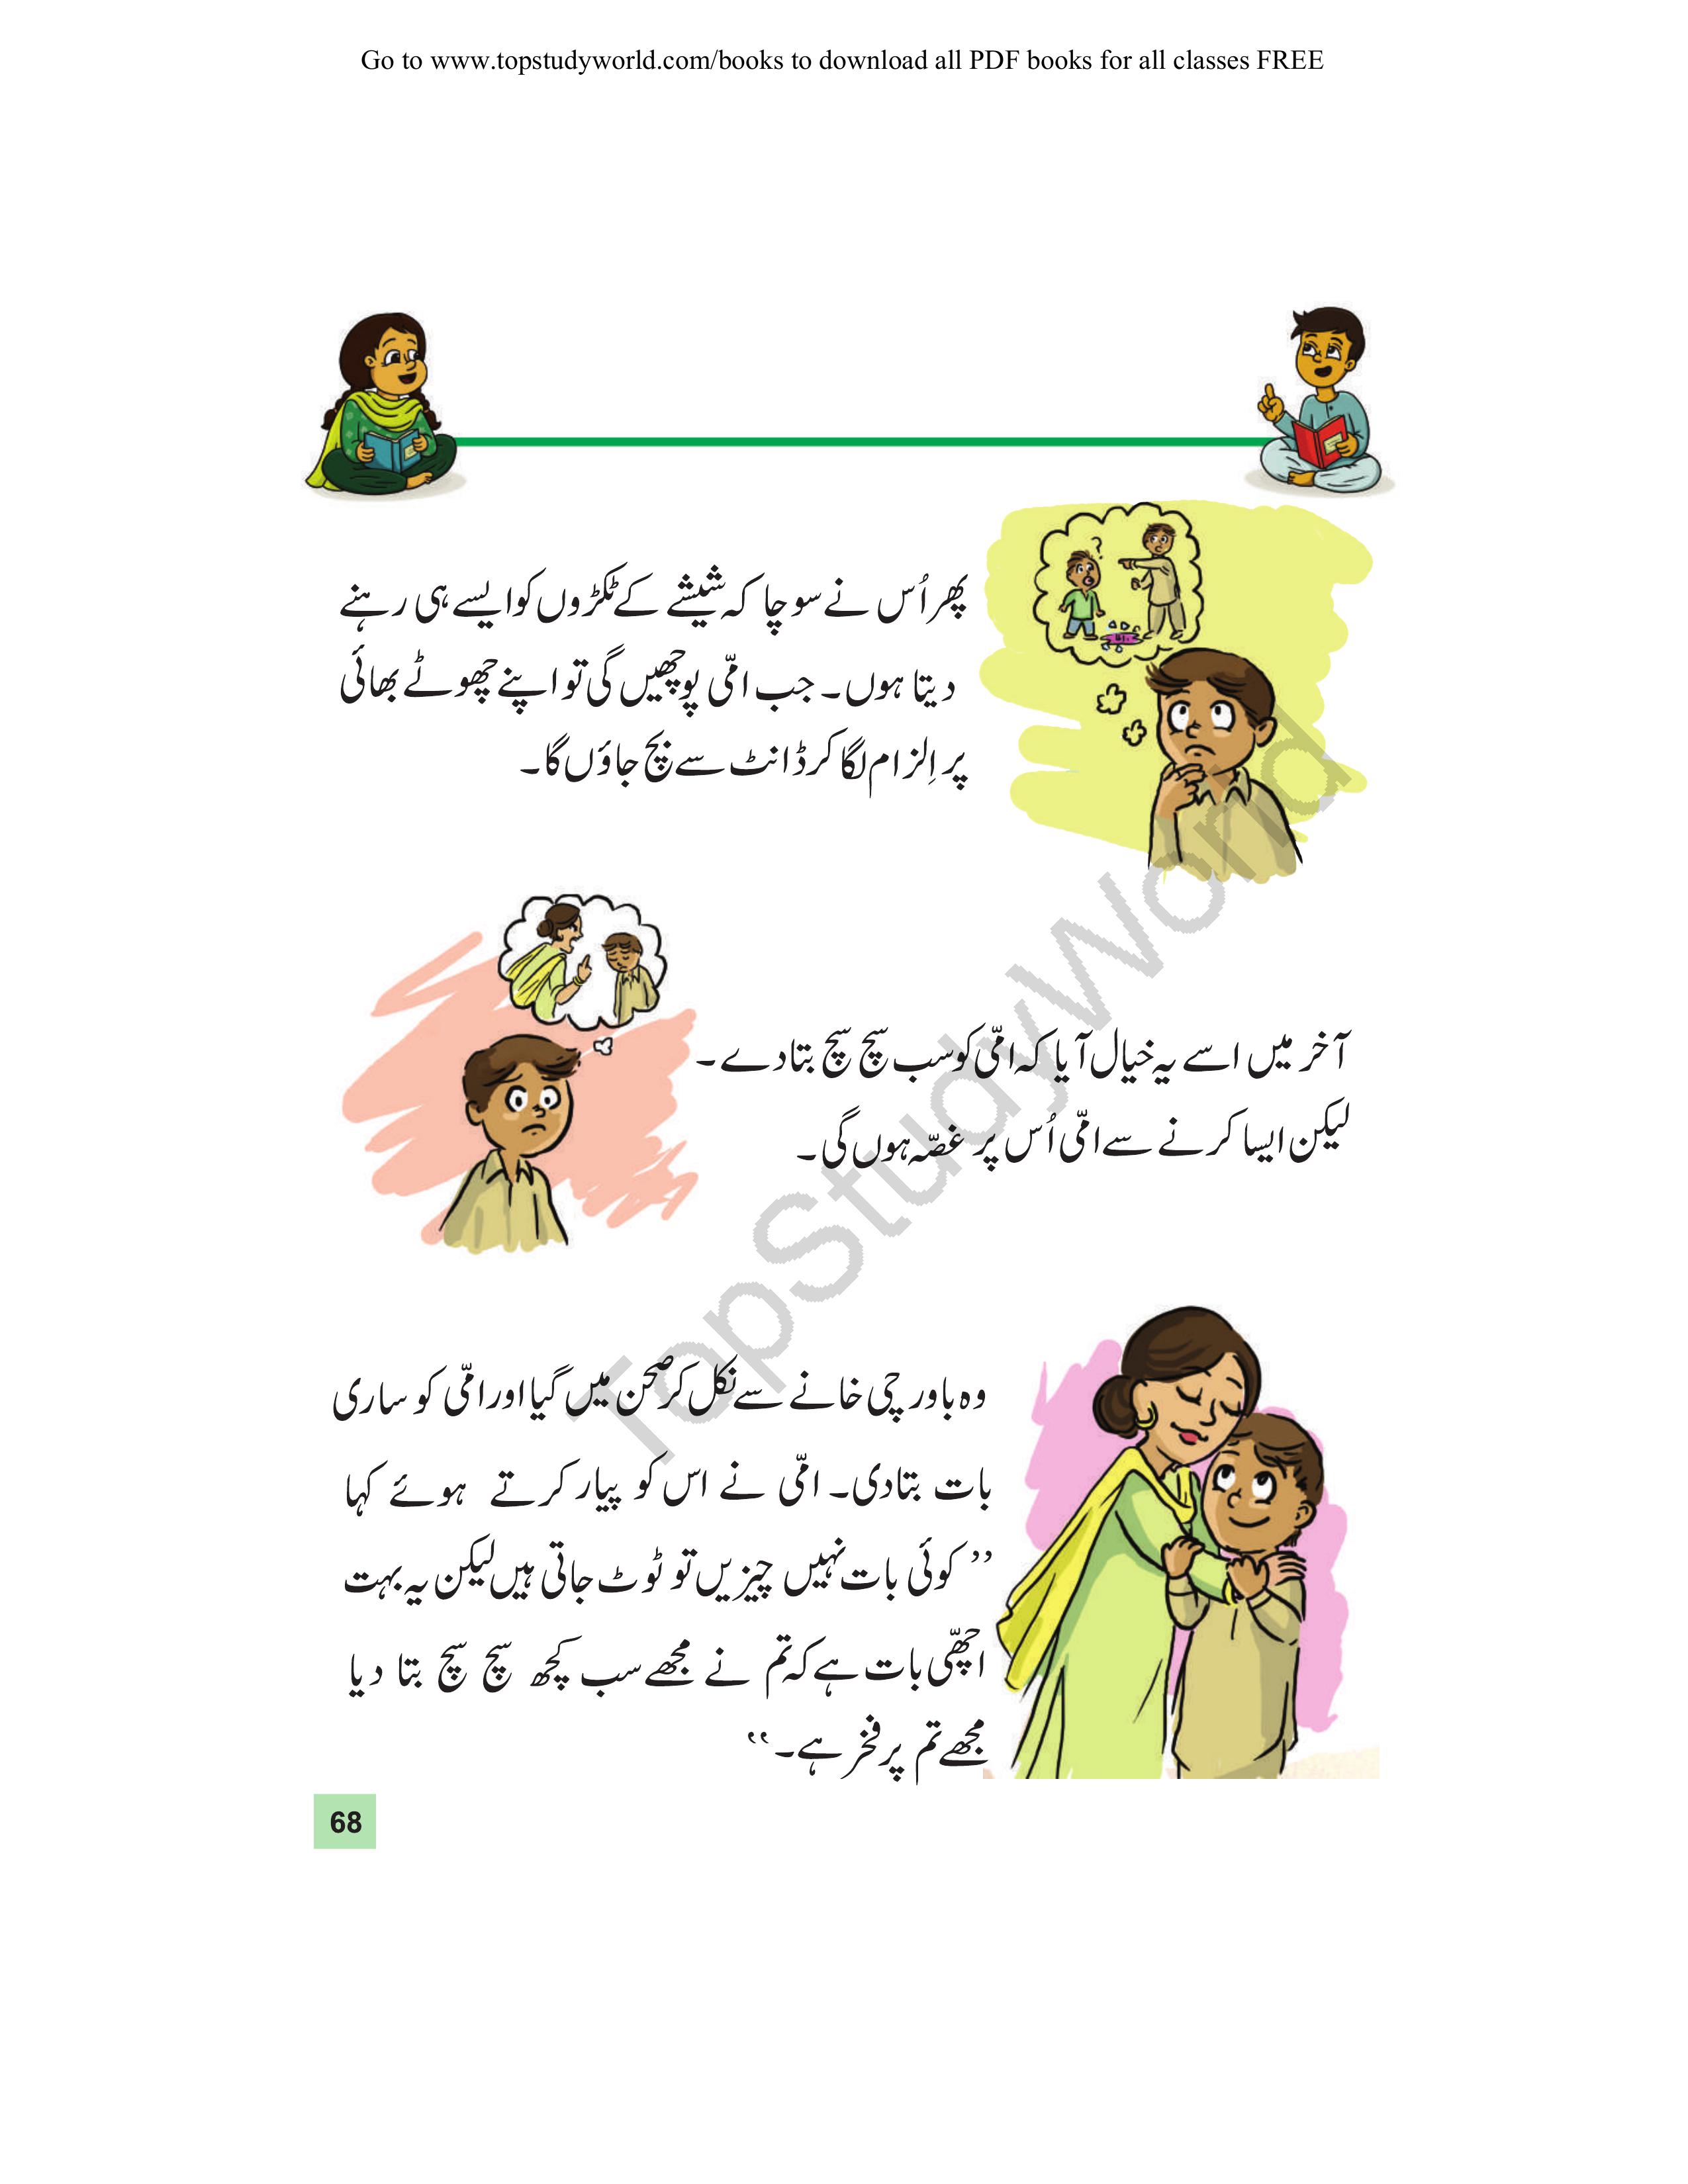 Go to www.topstudyworld.com/books to download all PDF books for all classes FREE
پھر اُس نے سوچا کہ شیشے کے ٹکڑوں کو ایسے ہی رہنے
دیتا ہوں۔ جب امّی پوچھیں گی تو اپنے چھوٹے بھائی
پر اِلزام لگا کر ڈانٹ سے بچ جاؤں گا۔
آخر میں اسے یہ خیال آیا کہ امّی کو سب سچ سچ بتا دے۔
لیکن ایسا کرنے سے امّی اُس پر غصّہ ہوں گی۔
وہ باورچی خانے سے نکل کر صحن میں گیا اور امّی کو ساری
بات بتادی۔ امّی نے اس کو پیار کرتے ہوئے کہا
’’کوئی بات نہیں چیزیں تو ٹوٹ جاتی ہیں لیکن یہ بہت
اچھّی بات ہے کہ تم نے مجھے سب کچھ سچ سچ بتا دیا
مجھے تم پر فخر ہے۔‘‘
68
TopStudyWorld